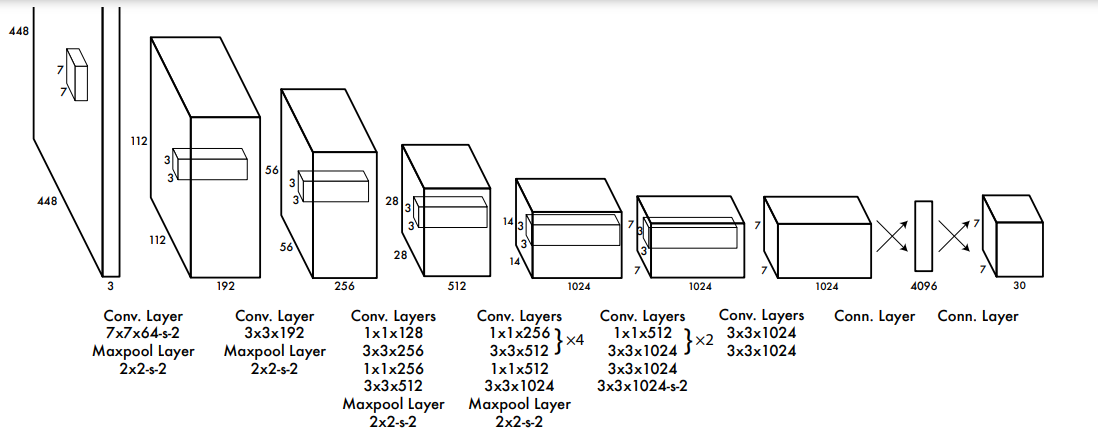 448
7
7
448
3
112
3
3
112
192
56
3
3
56
256
28
3
3
28
512
14
3
3
14
1024
7
3
3
7
1024
7
7
1024
4096
7
7
30
Conv. Layer
7x7x64-s-2
Maxpool Layer
2x2-s-2
Conv. Layer
3x3x192
Maxpool Layer
2x2-s-2
Conv. Layers
1x1x128
3x3x256
1x1x256
3x3x512
Maxpool Layer
2x2-s-2
Conv. Layers
1x1x256
3x3x512
}×4
1x1x512
3x3x1024
Maxpool Layer
2x2-s-2
Conv. Layers
1x1x512
3x3x1024
}×2
3x3x1024
3x3x1024-s-2
Conv. Layers
3x3x1024
3x3x1024
Conn. Layer
Conn. Layer